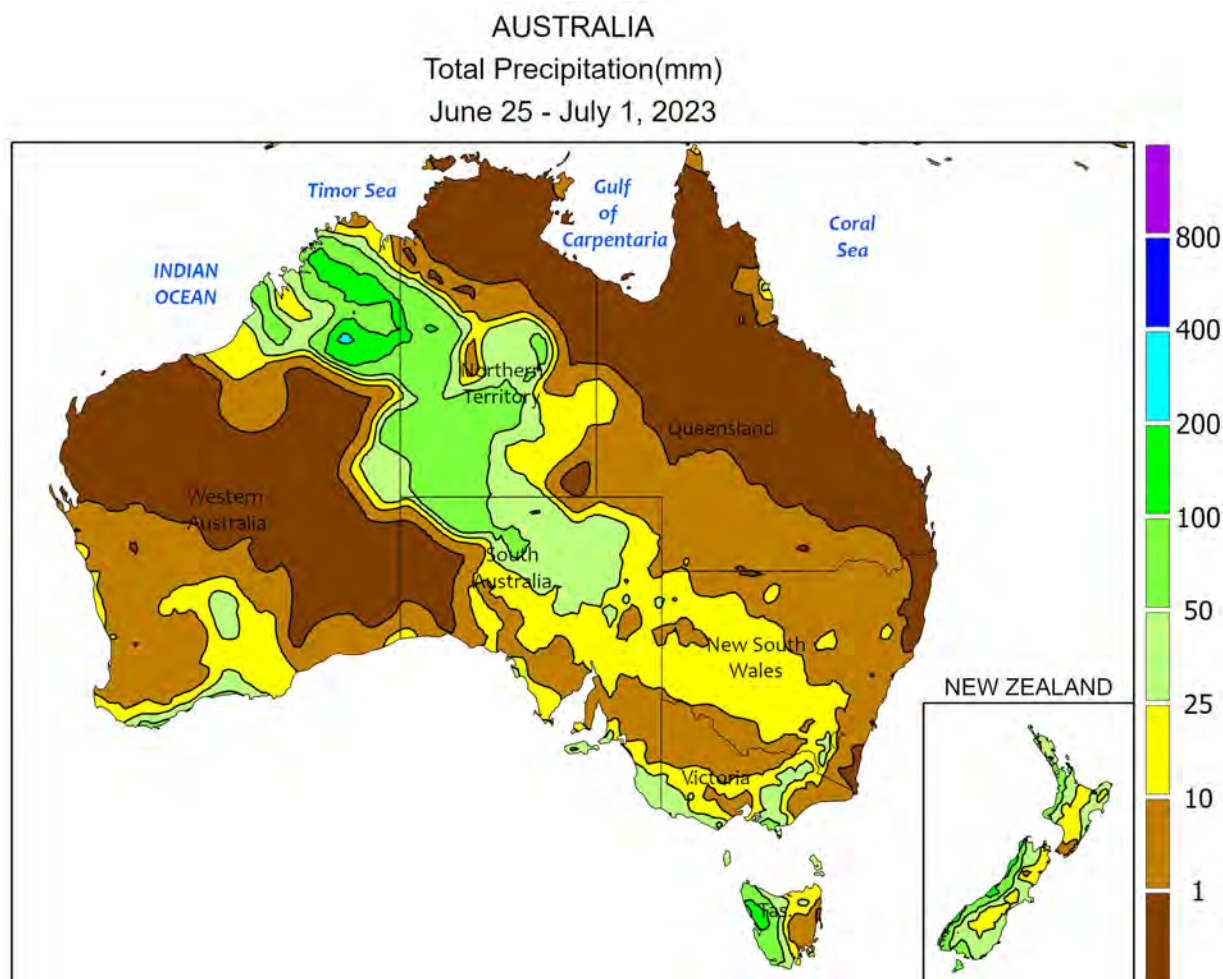 AUSTRALIA
Total Precipitation(mm)
June 25 - July 1, 2023
Timor Sea
Gulf
of
Carpentaria
Coral
Sea
INDIAN
OCEAN
Northern
Territory
Queensland
Western
Australia
South
Australia
New South
Wales
Victoria
Tas.
NEW ZEALAND
800
400
200
100
50
25
10
1